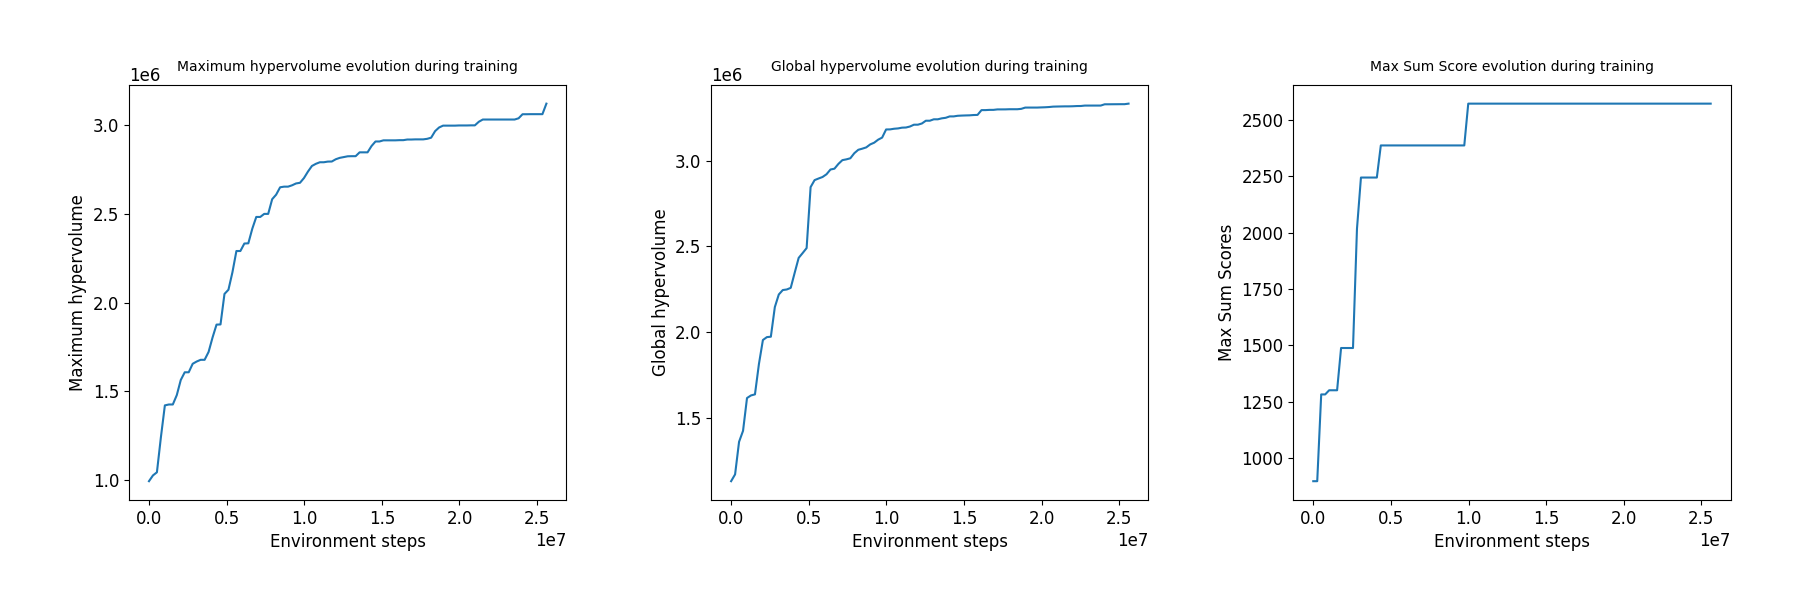 Maximum hypervolume evolution during training
1e6
Maximum hypervolume
3.0
2.5
2.0
1.5
1.0
0.0 0.5 1.0 1.5 2.0 2.5
Environment steps
1e7
Global hypervolume evolution during training
1e6
Global hypervolume
3.0
2.5
2.0
1.5
0.0 0.5 1.0 1.5 2.0 2.5
Environment steps
1e7
Max Sum Score evolution during training
Max Sum Scores
2500
2250
2000
1750
1500
1250
1000
0.0 0.5 1.0 1.5 2.0 2.5
Environment steps
1e7